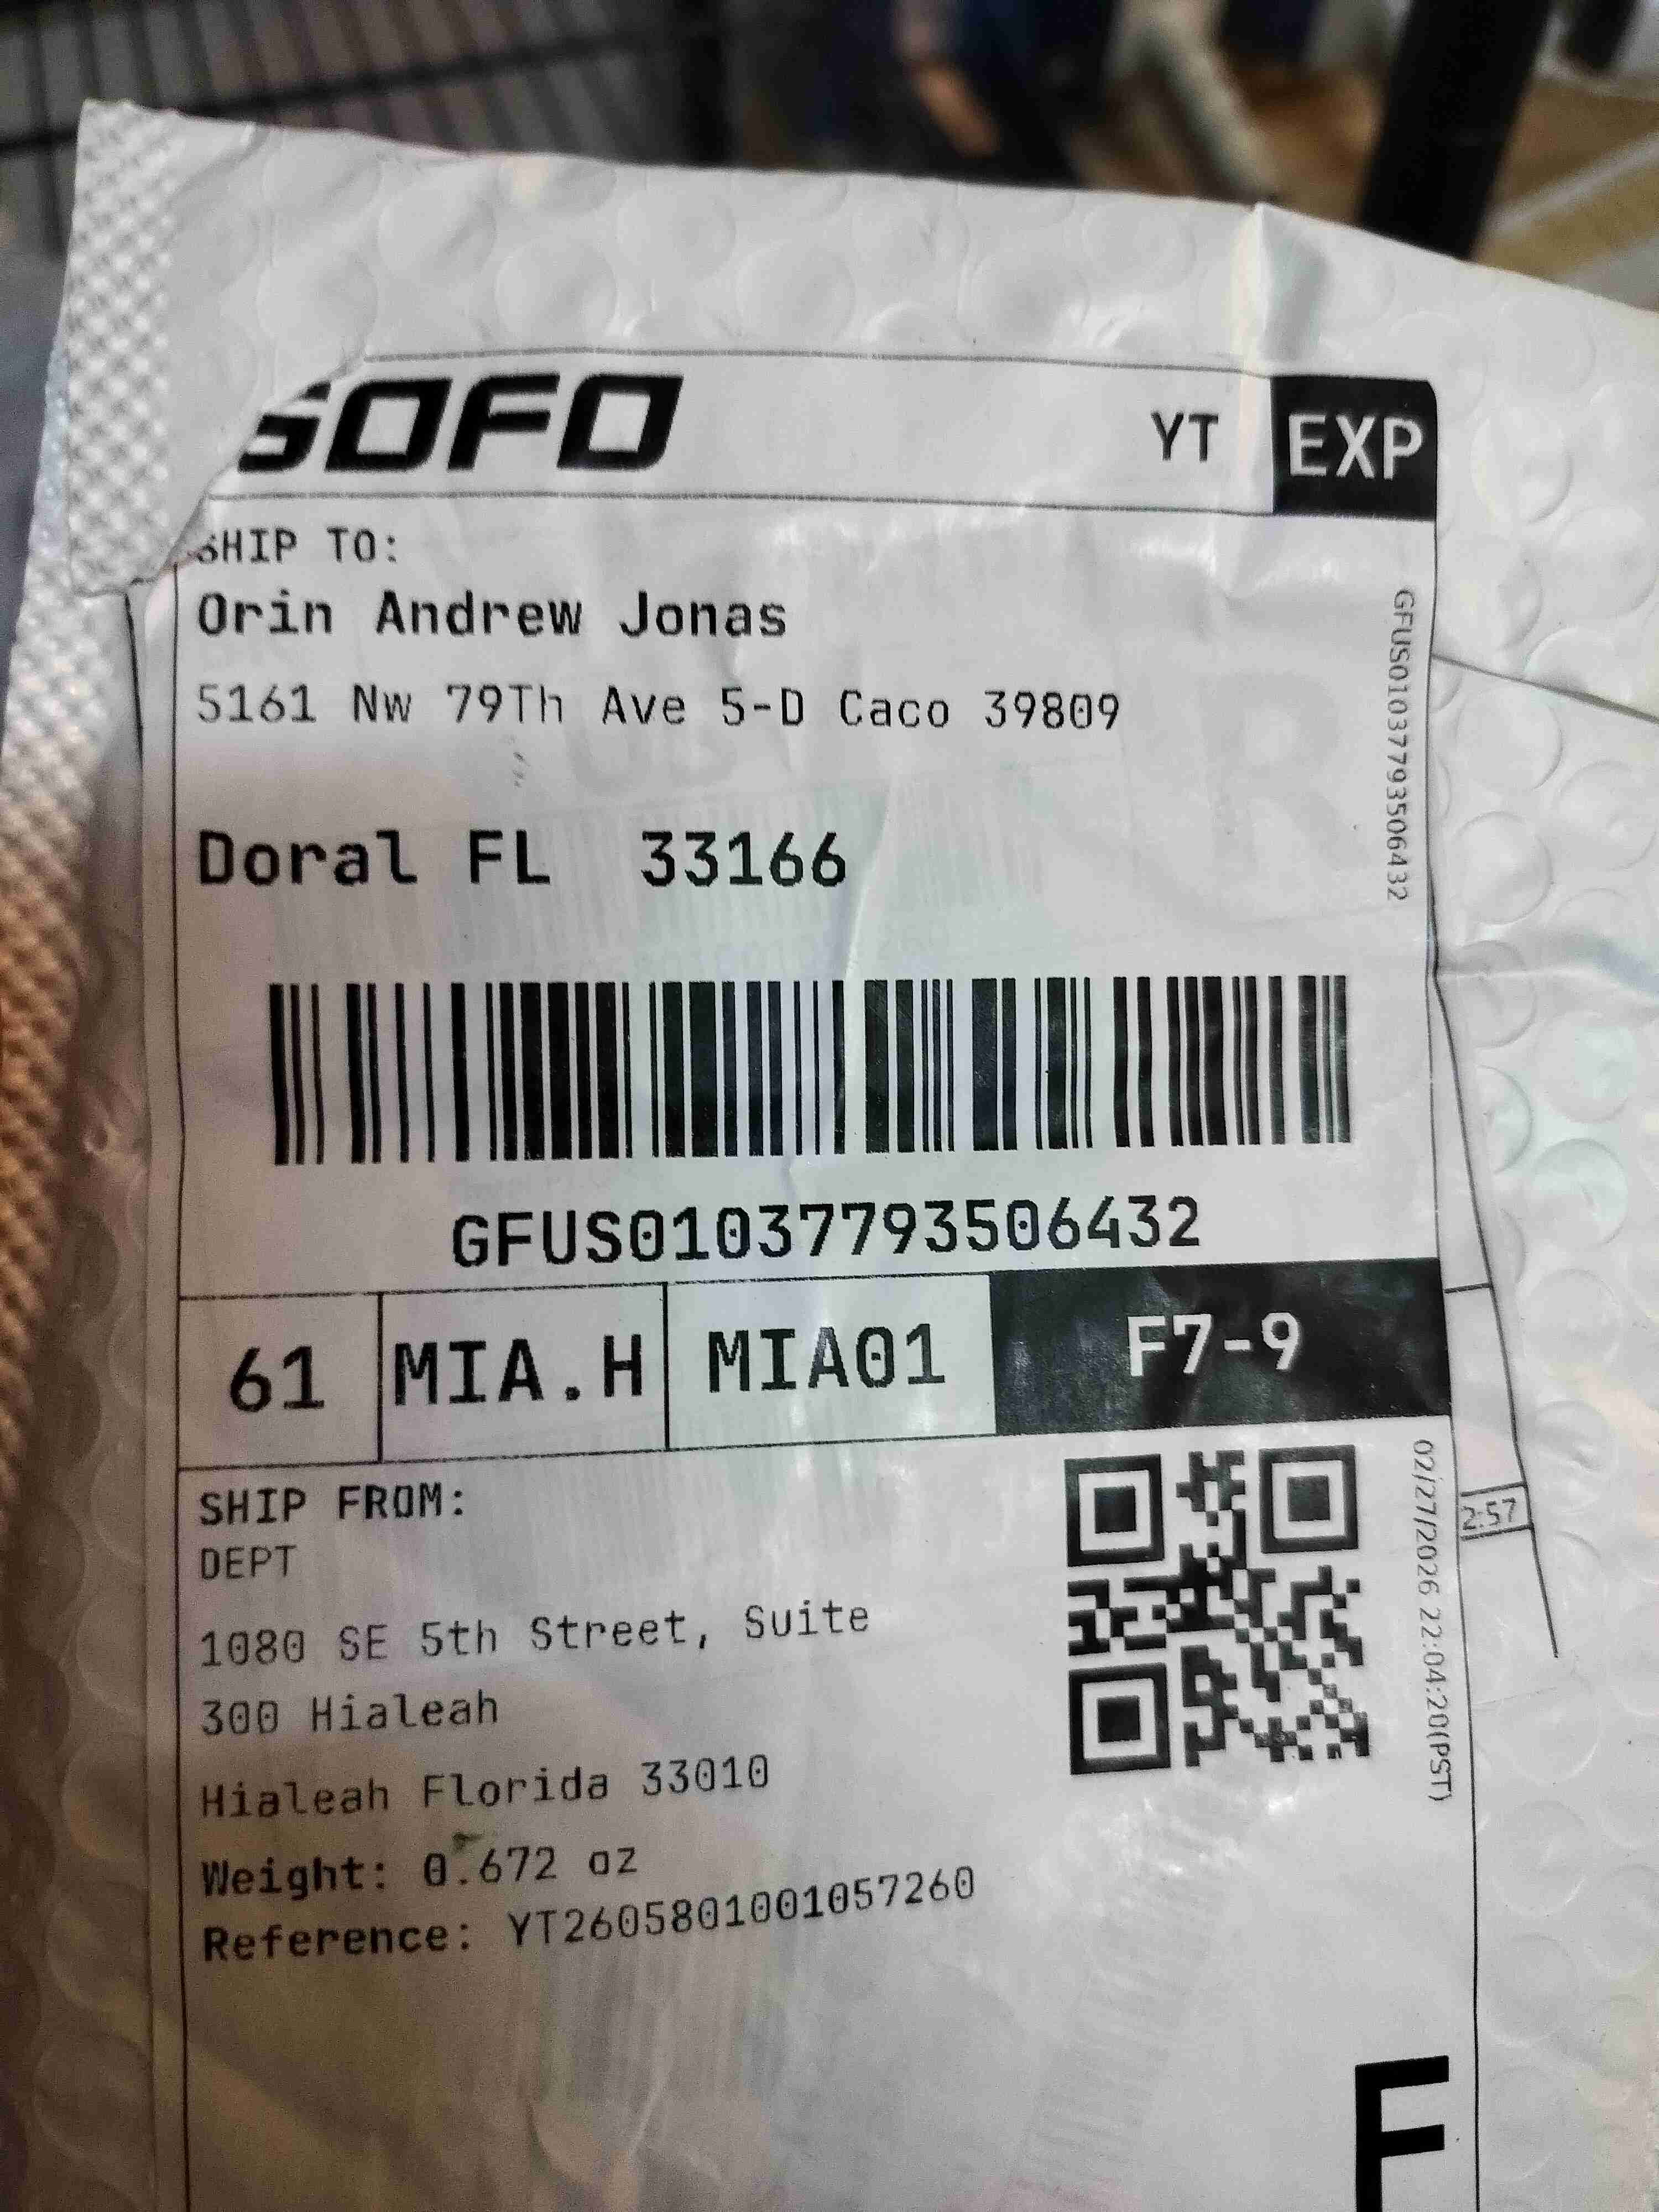 GOFO YT EXP
SHIP TO:
Orin Andrew Jonas
5161 Nw 79Th Ave 5-D Caco 39809
Doral FL 33166
GFUS01037793506432
GFUS01037793506432
61 MIA.H MIA01 F7-9
SHIP FROM:
DEPT
1080 SE 5th Street, Suite
300 Hialeah
Hialeah Florida 33010
Weight: 0.672 oz
Reference: YT2605801001057260
02/27/2026 22:04:20(PST)
2:57
F